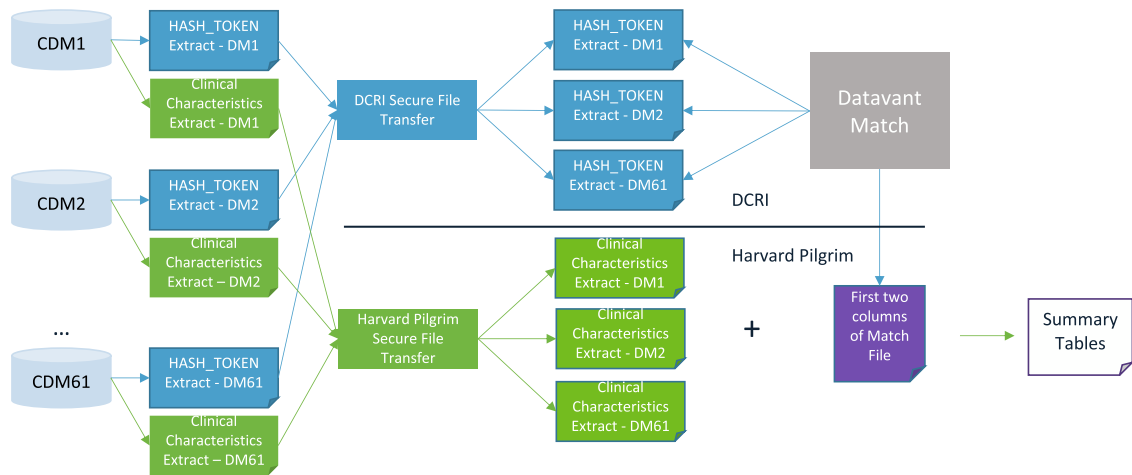 CDM1
HASH_TOKEN
Extract - DM1
Clinical
Characteristics
Extract - DM1
CDM2
HASH_TOKEN
Extract - DM2
Clinical
Characteristics
Extract – DM2
...
CDM61
HASH_TOKEN
Extract - DM61
Clinical
Characteristics
Extract – DM61
DCRI Secure File
Transfer
Harvard Pilgrim
Secure File
Transfer
HASH_TOKEN
Extract - DM1
HASH_TOKEN
Extract - DM2
HASH_TOKEN
Extract - DM61
Datavant
Match
DCRI
Harvard Pilgrim
Clinical
Characteristics
Extract - DM1
Clinical
Characteristics
Extract - DM2
Clinical
Characteristics
Extract - DM61
+
First two
columns
of Match
File
Summary
Tables